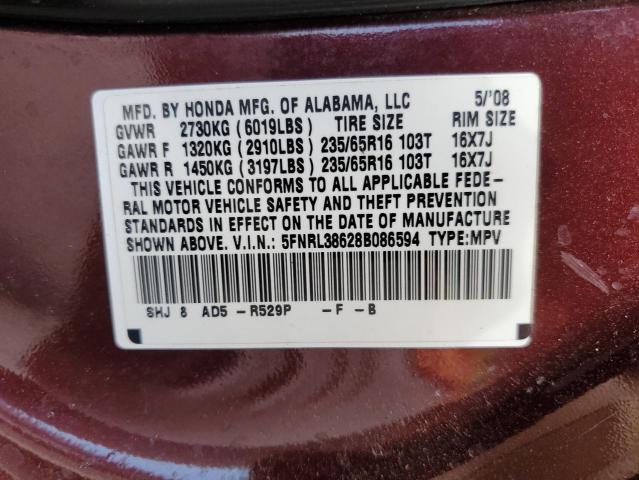 MFD. BY HONDA MFG. OF ALABAMA, LLC 5/'08
GVWR 2730KG (6019LBS) TIRE SIZE RIM SIZE
GAWR F 1320KG (2910LBS) 235/65R16 103T 16X7J
GAWR R 1450KG (3197LBS) 235/65R16 103T 16X7J
THIS VEHICLE CONFORMS TO ALL APPLICABLE FEDE-
RAL MOTOR VEHICLE SAFETY AND THEFT PREVENTION
STANDARDS IN EFFECT ON THE DATE OF MANUFACTURE
SHOWN ABOVE. V.I.N.: 5FNRL38628B086594 TYPE:MPV
SHJ 8 AD5 -R529P -F -B